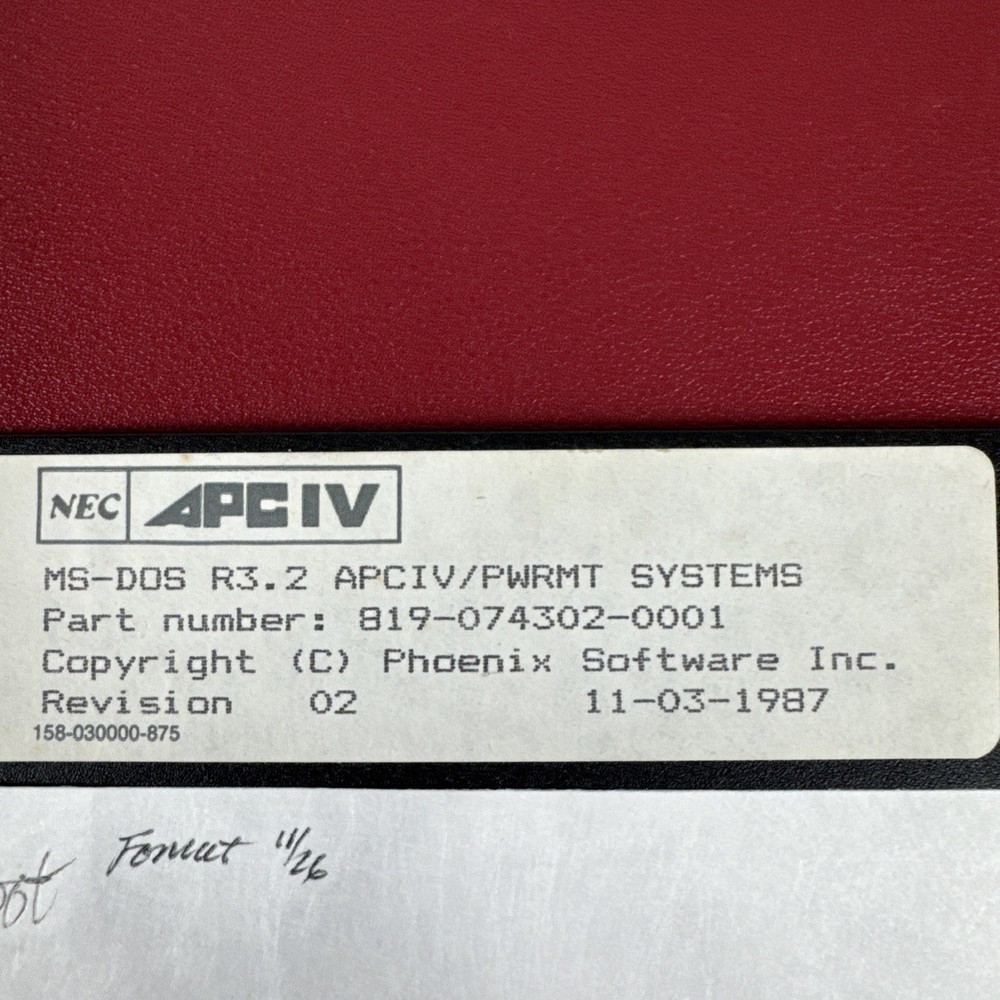 NEC APC IV
MS-DOS R3.2 APCIV/PWRMT SYSTEMS
Part number: 819-074302-0001
Copyright (C) Phoenix Software Inc.
Revision 02 11-03-1987
158-030000-875
Format 11/26